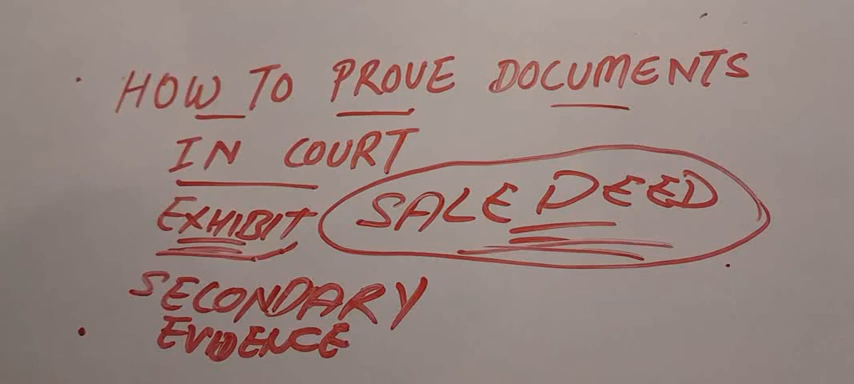 HOW TO PROVE DOCUMENTS
IN COURT
EXHIBIT SALE DEED
SECONDARY
EVIDENCE